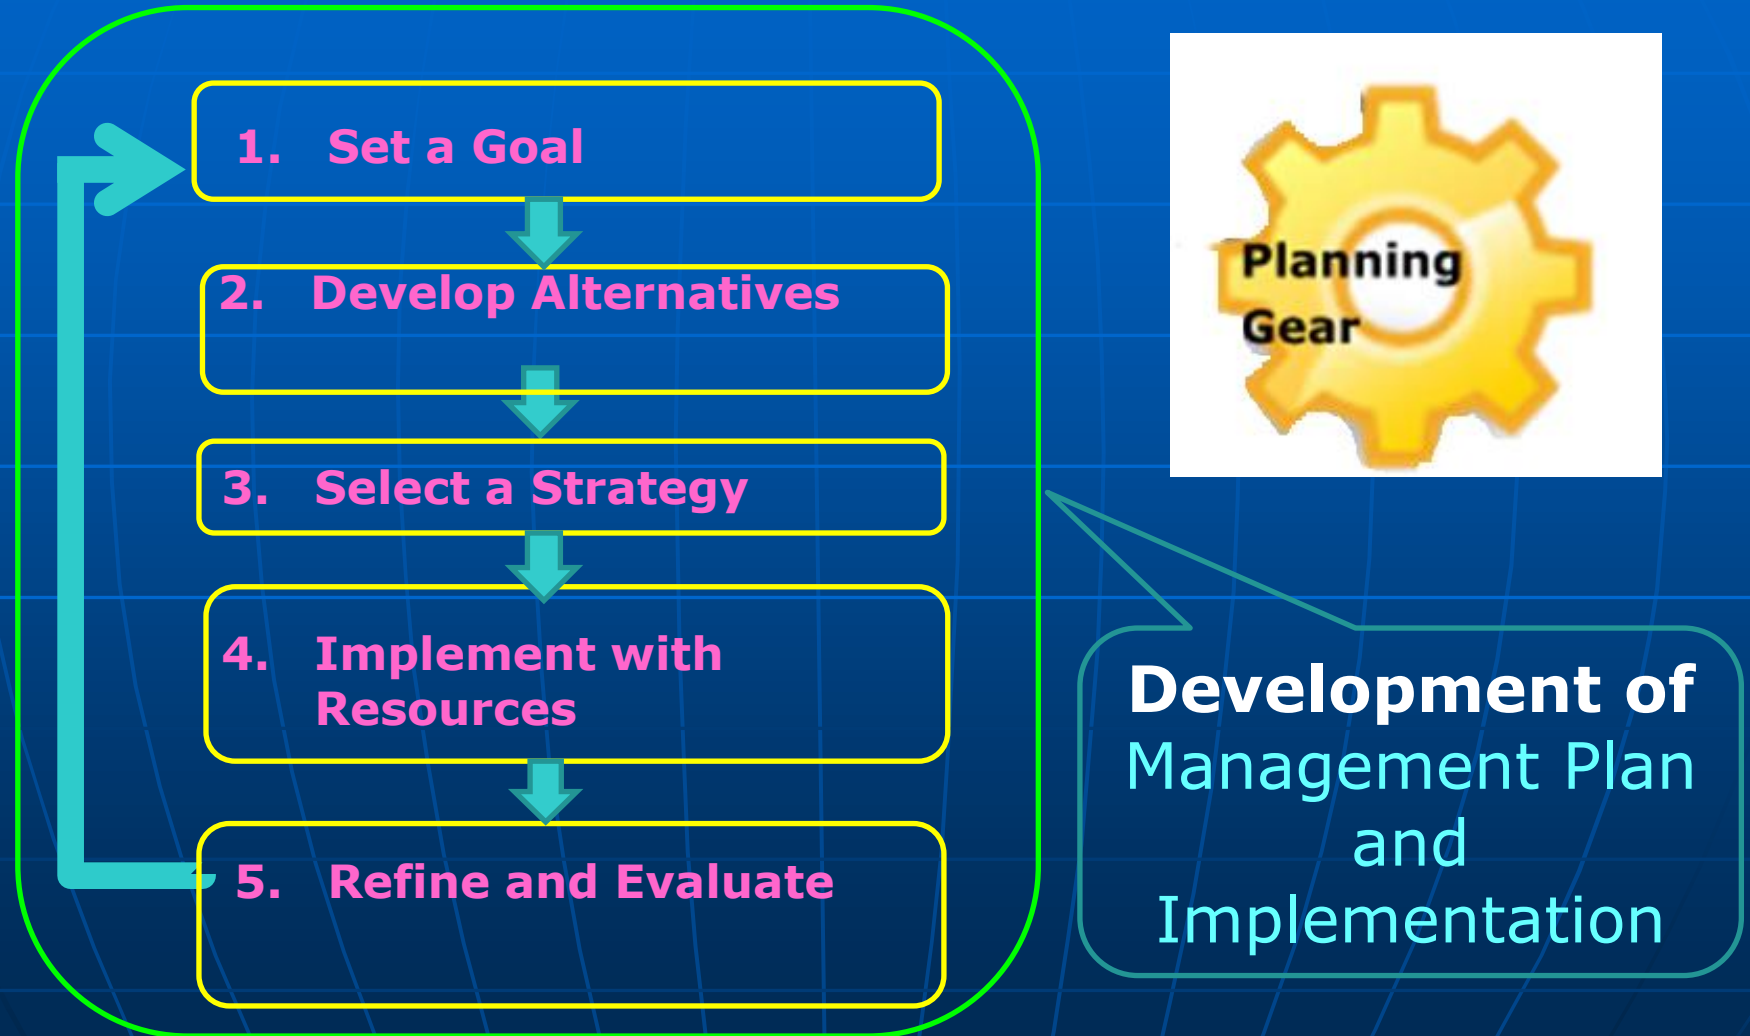 1. Set a Goal
2. Develop Alternatives
3. Select a Strategy
4. Implement with
Resources
5. Refine and Evaluate
Planning
Gear
Development of
Management Plan
and
Implementation